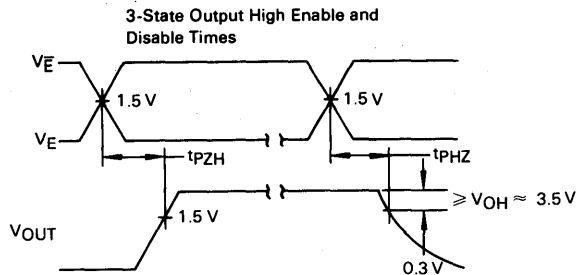 3-State Output High Enable and
Disable Times
VE̅
1.5 V
1.5 V
VE
tPZH
tPHZ
1.5 V
≥ VOH ≈ 3.5 V
VOUT
0.3 V